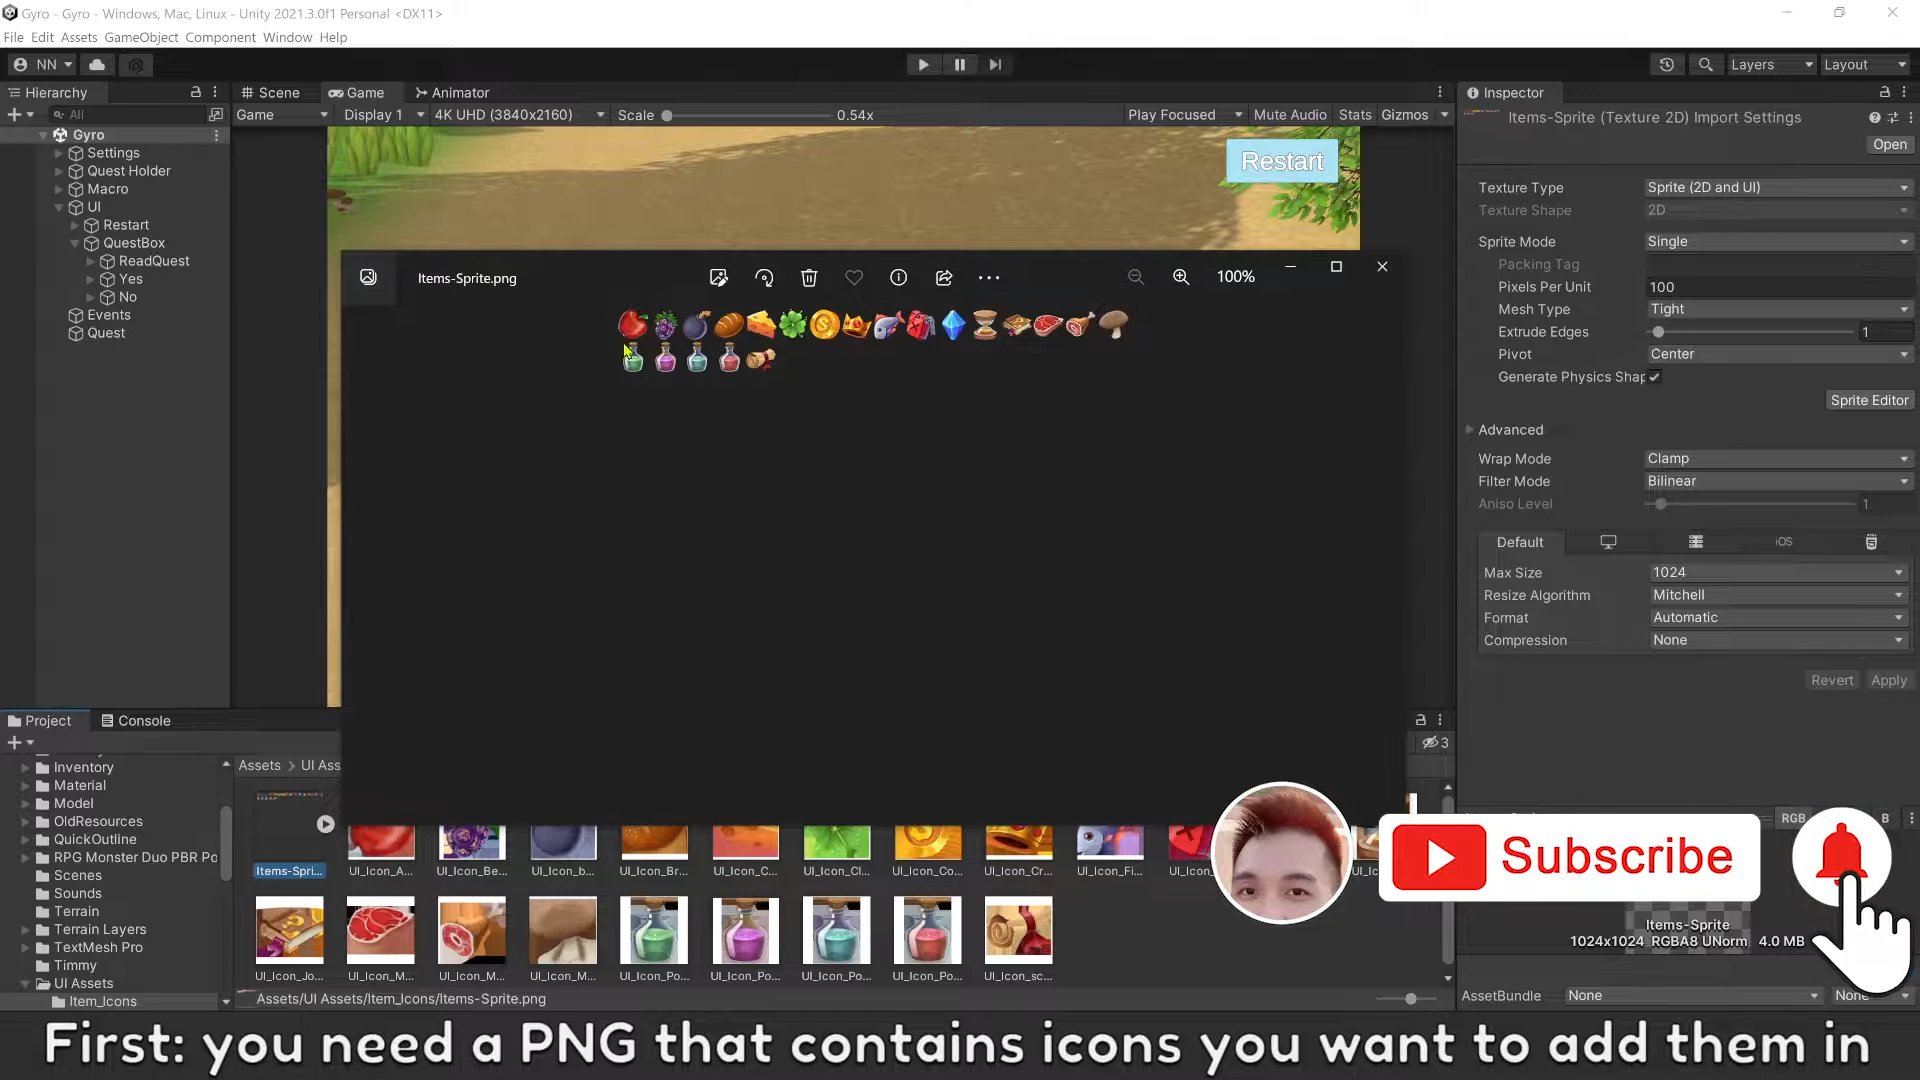 Gyro - Gyro - Windows, Mac, Linux - Unity 2021.3.0f1 Personal <DX11>
File Edit Assets GameObject Component Window Help
NN
Layers
Layout
Hierarchy
Scene
Game
Animator
Inspector
All
Game
Display 1
4K UHD (3840x2160)
Scale
0.54x
Play Focused
Mute Audio
Stats
Gizmos
Items-Sprite (Texture 2D) Import Settings
Open
Gyro
Settings
Quest Holder
Macro
UI
Restart
QuestBox
ReadQuest
Yes
No
Events
Quest
Restart
Items-Sprite.png
100%
Texture Type
Sprite (2D and UI)
Texture Shape
2D
Sprite Mode
Single
Packing Tag
Pixels Per Unit
100
Mesh Type
Tight
Extrude Edges
1
Pivot
Center
Generate Physics Shap
Sprite Editor
Advanced
Wrap Mode
Clamp
Filter Mode
Bilinear
Aniso Level
1
Default
iOS
Max Size
1024
Resize Algorithm
Mitchell
Format
Automatic
Compression
None
Revert
Apply
Project
Console
3
Inventory
Material
Model
OldResources
QuickOutline
RPG Monster Duo PBR Po
Scenes
Sounds
Terrain
Terrain Layers
TextMesh Pro
Timmy
UI Assets
Item_Icons
Assets > UI Ass
Items-Spri...
UI_Icon_A...
UI_Icon_Be...
UI_Icon_b...
UI_Icon_Br...
UI_Icon_C...
UI_Icon_Cl...
UI_Icon_Co...
UI_Icon_Cr...
UI_Icon_Fi...
UI_Icon_Jo...
UI_Icon_M...
UI_Icon_M...
UI_Icon_M...
UI_Icon_Po...
UI_Icon_Po...
UI_Icon_Po...
UI_Icon_Po...
UI_Icon_sc...
Assets/UI Assets/Item_Icons/Items-Sprite.png
RGB
B
Subscribe
Items-Sprite
1024x1024 RGBA8 UNorm 4.0 MB
AssetBundle
None
None
First: you need a PNG that contains icons you want to add them in